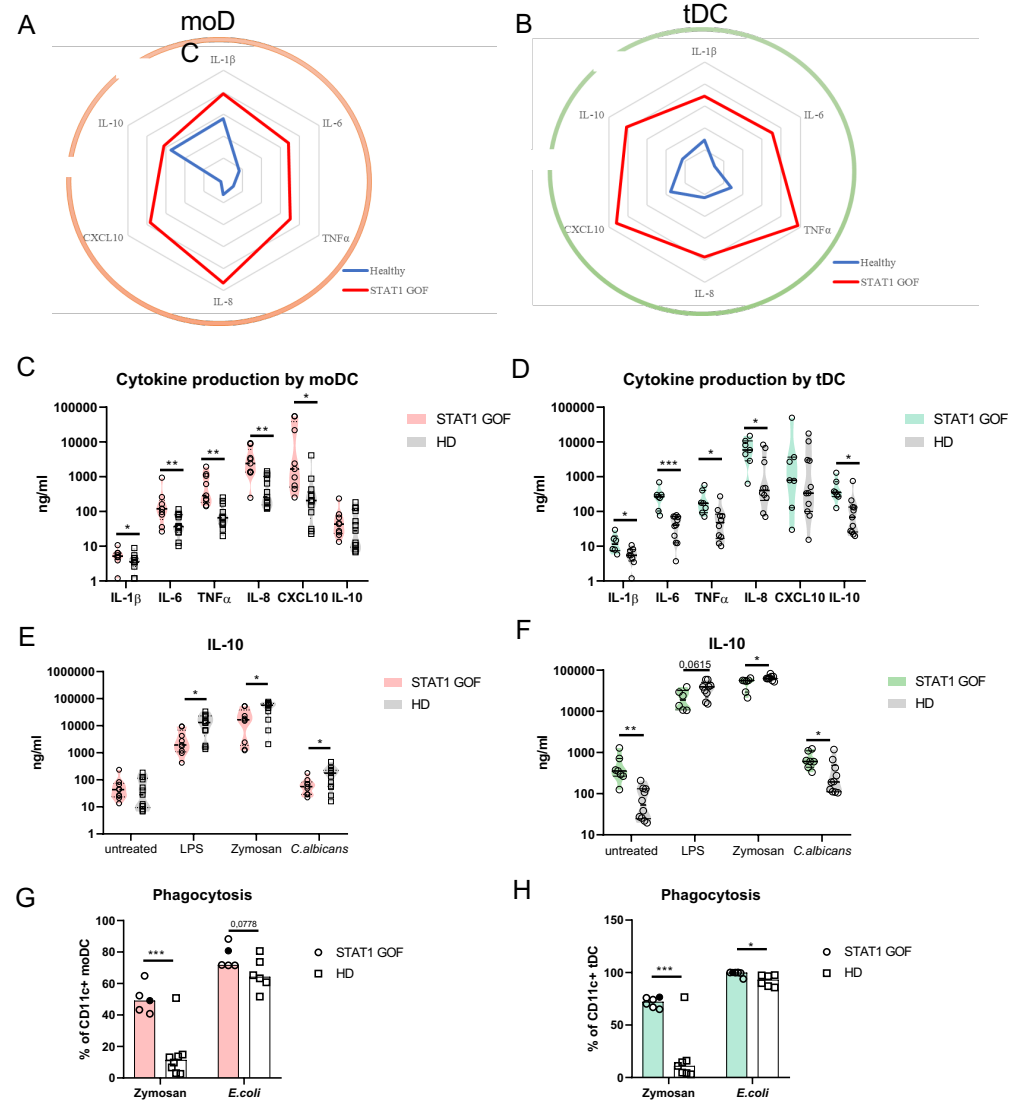 A
moD
C
IL-1β
IL-6
TNFα
IL-8
CXCL10
IL-10
Healthy
STAT1 GOF
B
tDC
IL-1β
IL-6
TNFα
IL-8
CXCL10
IL-10
Healthy
STAT1 GOF
C
Cytokine production by moDC
100000
10000
1000
100
10
1
ng/ml
*
**
**
**
*
IL-1β IL-6 TNFα IL-8 CXCL10 IL-10
STAT1 GOF
HD
D
Cytokine production by tDC
100000
10000
1000
100
10
1
ng/ml
*
***
*
*
*
IL-1β IL-6 TNFα IL-8 CXCL10 IL-10
STAT1 GOF
HD
E
IL-10
1000000
100000
10000
1000
100
10
1
ng/ml
*
*
*
untreated LPS Zymosan C.albicans
STAT1 GOF
HD
F
IL-10
100000
10000
1000
100
10
ng/ml
**
0,0615
*
*
untreated LPS Zymosan C.albicans
STAT1 GOF
HD
G
Phagocytosis
100
80
60
40
20
0
% of CD11c+ moDC
***
0,0778
Zymosan E.coli
STAT1 GOF
HD
H
Phagocytosis
150
100
50
0
% of CD11c+ tDC
***
*
Zymosan E.coli
STAT1 GOF
HD